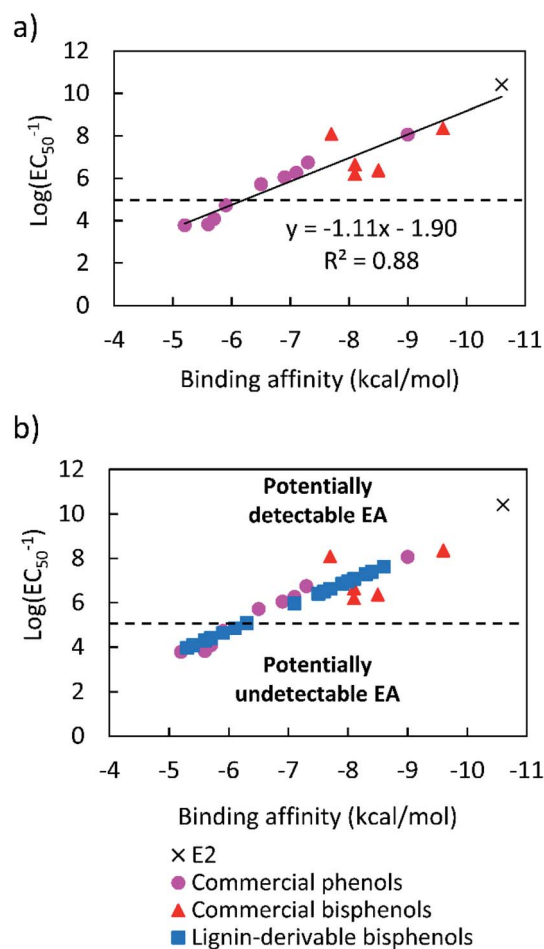 a)
12
10
8
6
4
2
0
Log(EC₅₀⁻¹)
y = -1.11x - 1.90
R² = 0.88
-4 -5 -6 -7 -8 -9 -10 -11
Binding affinity (kcal/mol)
b)
12
10
8
6
4
2
0
Log(EC₅₀⁻¹)
Potentially
detectable EA
Potentially
undetectable EA
-4 -5 -6 -7 -8 -9 -10 -11
Binding affinity (kcal/mol)
E2
Commercial phenols
Commercial bisphenols
Lignin-derivable bisphenols